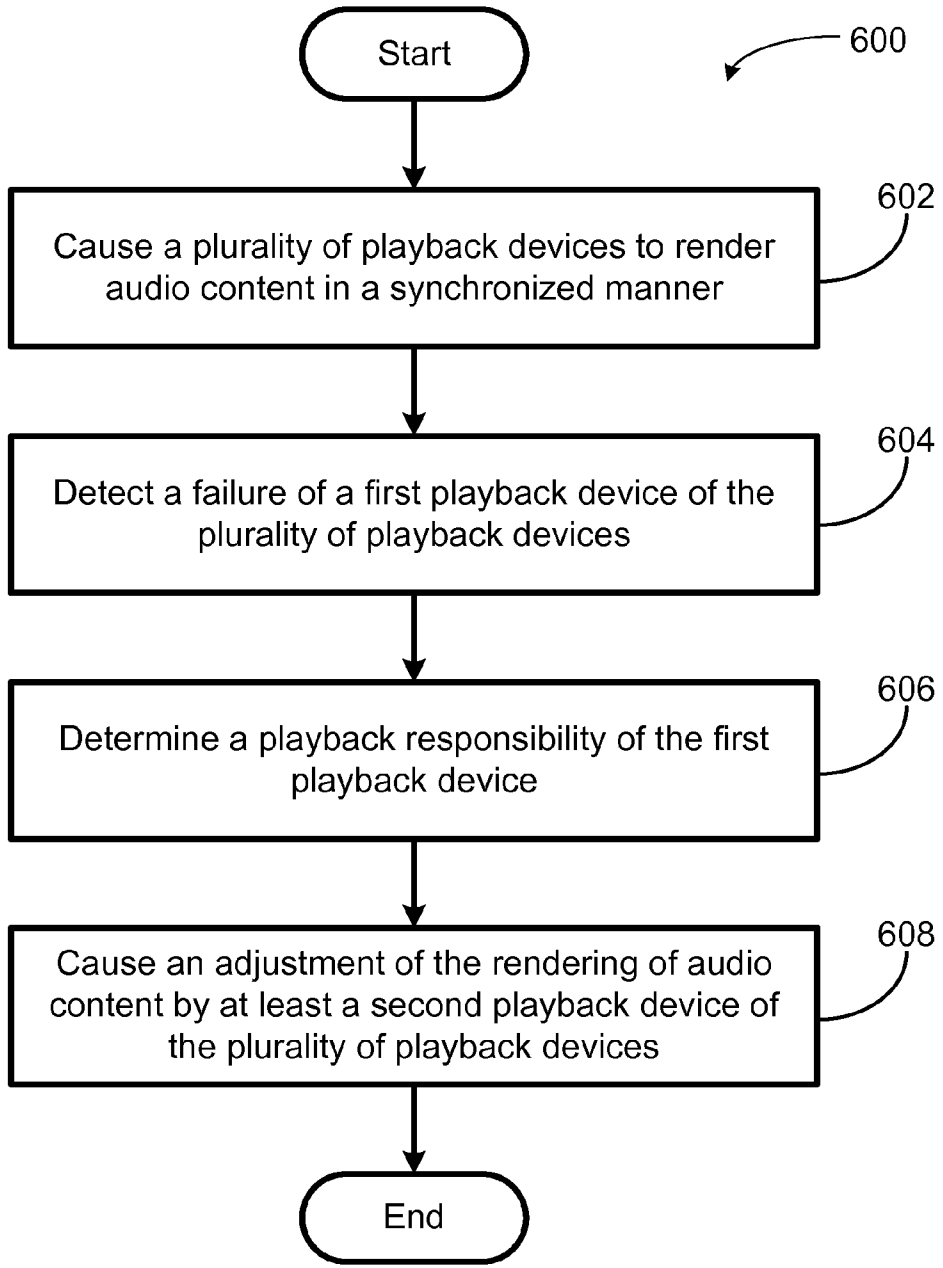 Start
600
602
Cause a plurality of playback devices to render
audio content in a synchronized manner
604
Detect a failure of a first playback device of the
plurality of playback devices
606
Determine a playback responsibility of the first
playback device
608
Cause an adjustment of the rendering of audio
content by at least a second playback device of
the plurality of playback devices
End